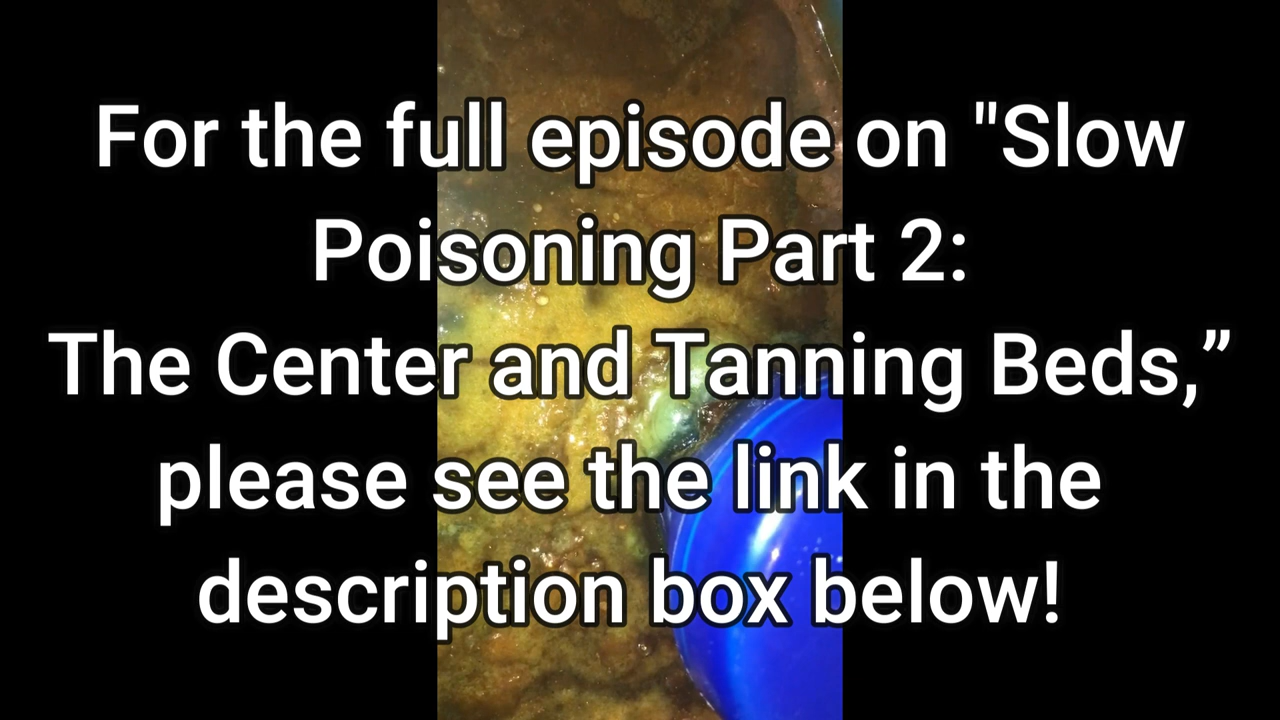 For the full episode on "Slow
Poisoning Part 2:
The Center and Tanning Beds,”
please see the link in the
description box below!